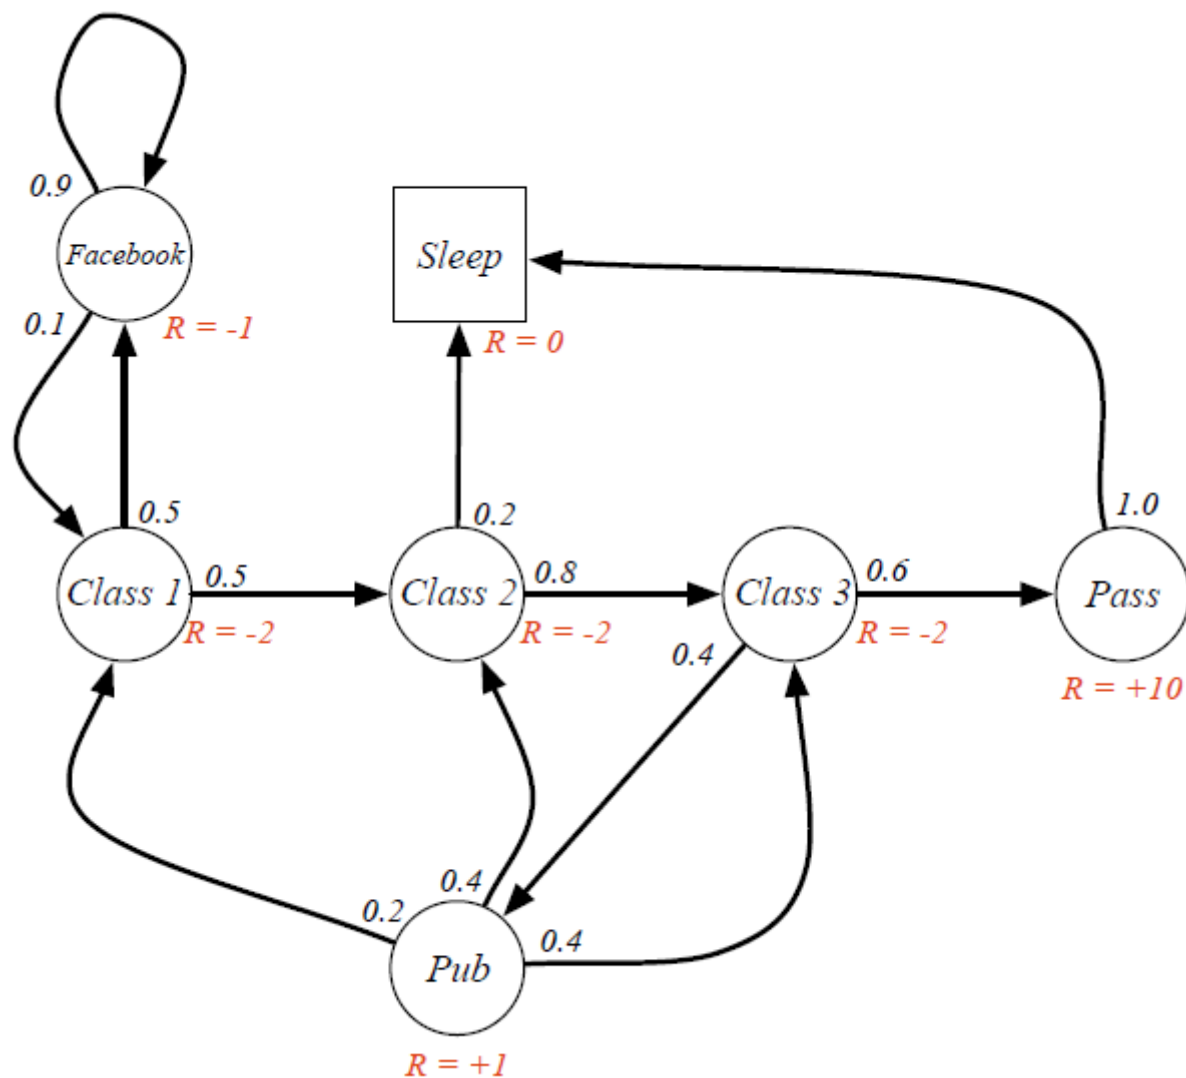 0.9
Facebook
Sleep
0.1
R = -1
R = 0
0.5
0.2
1.0
Class 1
0.5
Class 2
0.8
Class 3
0.6
Pass
R = -2
R = -2
R = -2
0.4
R = +10
0.4
0.2
0.4
Pub
R = +1